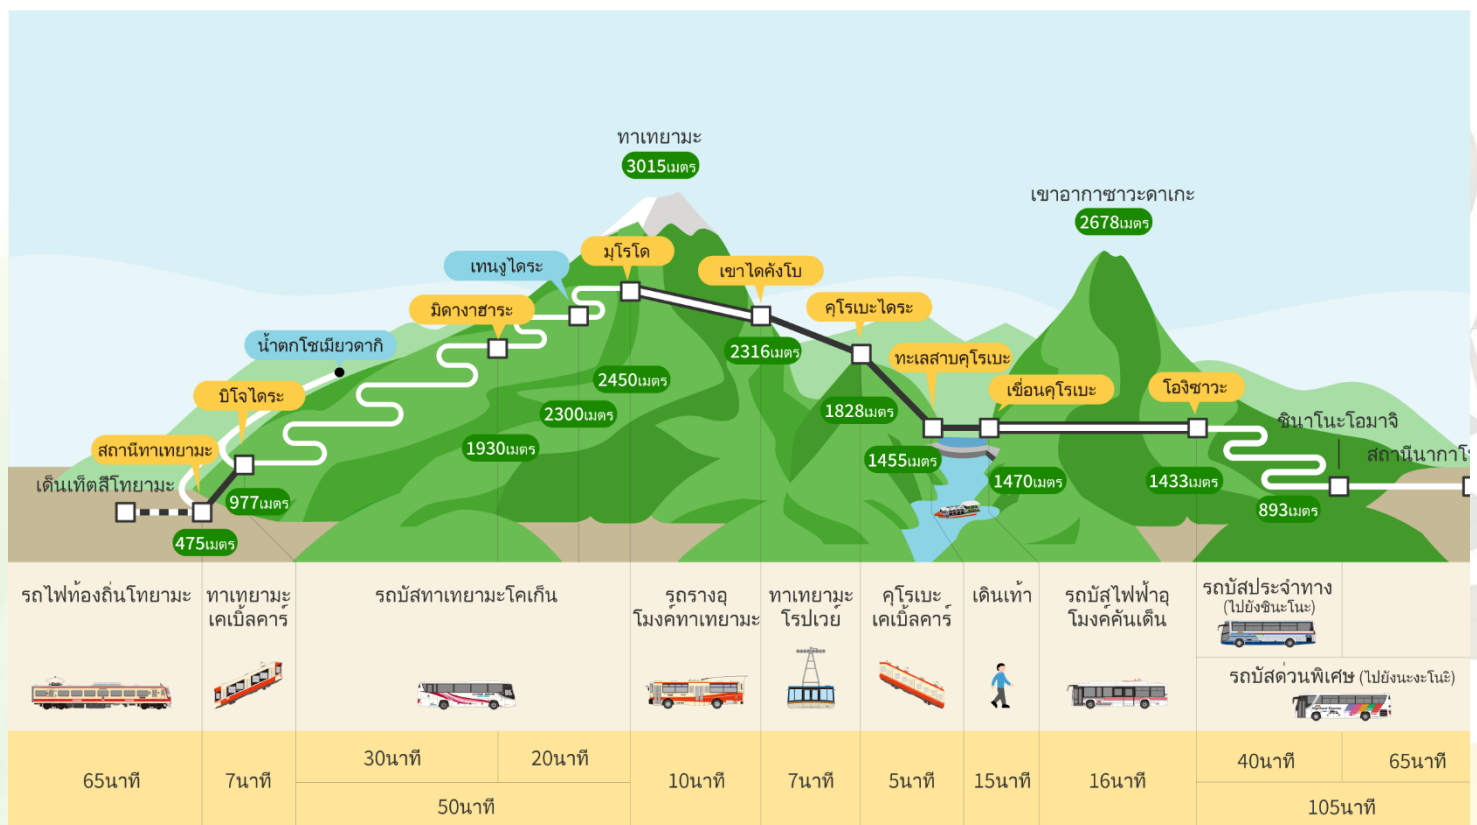 ทาเทยามะ
3015เมตร
เขาอากาซาวะดาเกะ
2678เมตร
มุโรโด
เทนงูไดระ
เขาไดคังโบ
มิดางาฮาระ
คุโรเบะไดระ
น้ำตกโชเมียวดากิ
ทะเลสาบคุโรเบะ
2316เมตร
บิโจไดระ
เขื่อนคุโรเบะ
โองิซาวะ
2450เมตร
1828เมตร
2300เมตร
ชินาโนะโอมาจิ
สถานีทาเทยามะ
1930เมตร
1455เมตร
สถานีนากาโ
เด็นเท็ตสึโทยามะ
977เมตร
1470เมตร
1433เมตร
893เมตร
475เมตร
รถไฟท้องถิ่นโทยามะ
ทาเทยามะ
เคเบิ้ลคาร์
รถบัสทาเทยามะโคเก็น
รถรางอุ
โมงค์ทาเทยามะ
ทาเทยามะ
โรปเวย์
คุโรเบะ
เคเบิ้ลคาร์
เดินเท้า
รถบัสไฟฟ้าอุ
โมงค์คันเด็น
รถบัสประจำทาง
(ไปยังชินะโนะ)
รถบัสด่วนพิเศษ (ไปยังนะงะโนะ)
65นาที
7นาที
30นาที
20นาที
50นาที
10นาที
7นาที
5นาที
15นาที
16นาที
40นาที
65นาที
105นาที